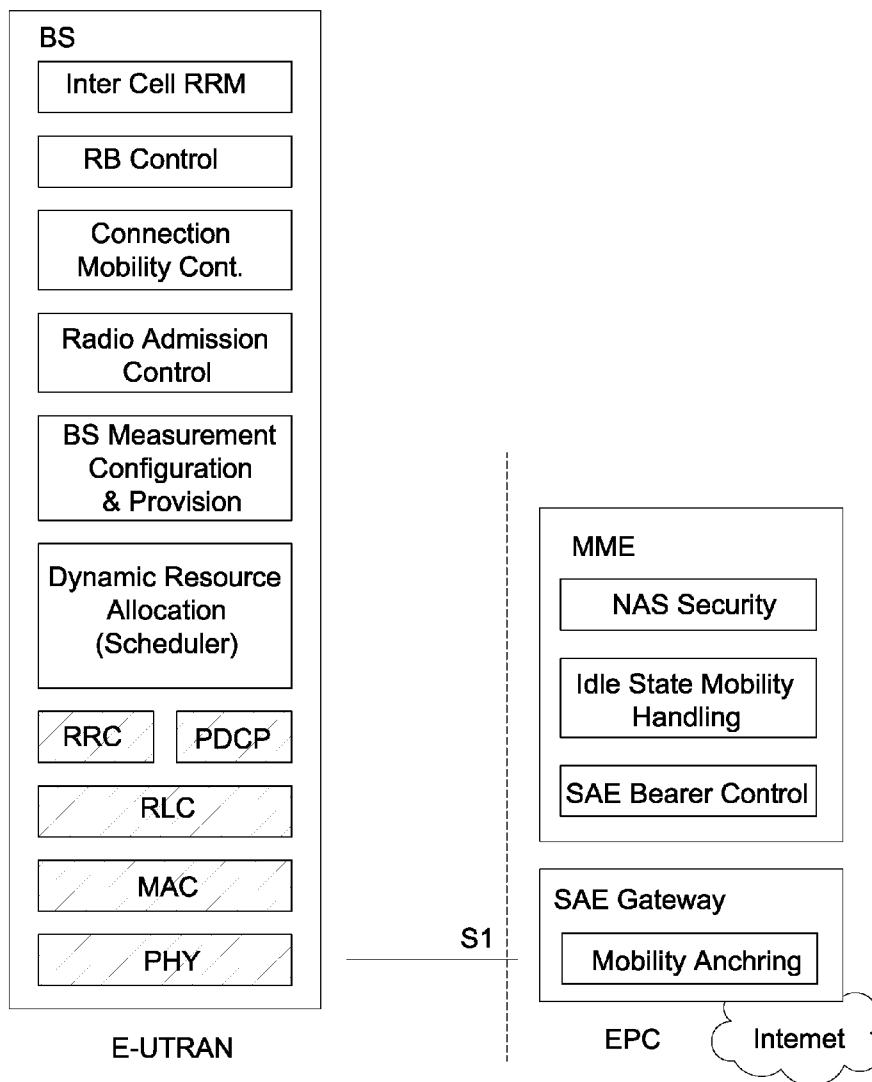 BS
Inter Cell RRM
RB Control
Connection
Mobility Cont.
Radio Admission
Control
BS Measurement
Configuration
& Provision
Dynamic Resource
Allocation
(Scheduler)
RRC
PDCP
RLC
MAC
PHY
E-UTRAN
S1
MME
NAS Security
Idle State Mobility
Handling
SAE Bearer Control
SAE Gateway
Mobility Anchring
EPC
Internet